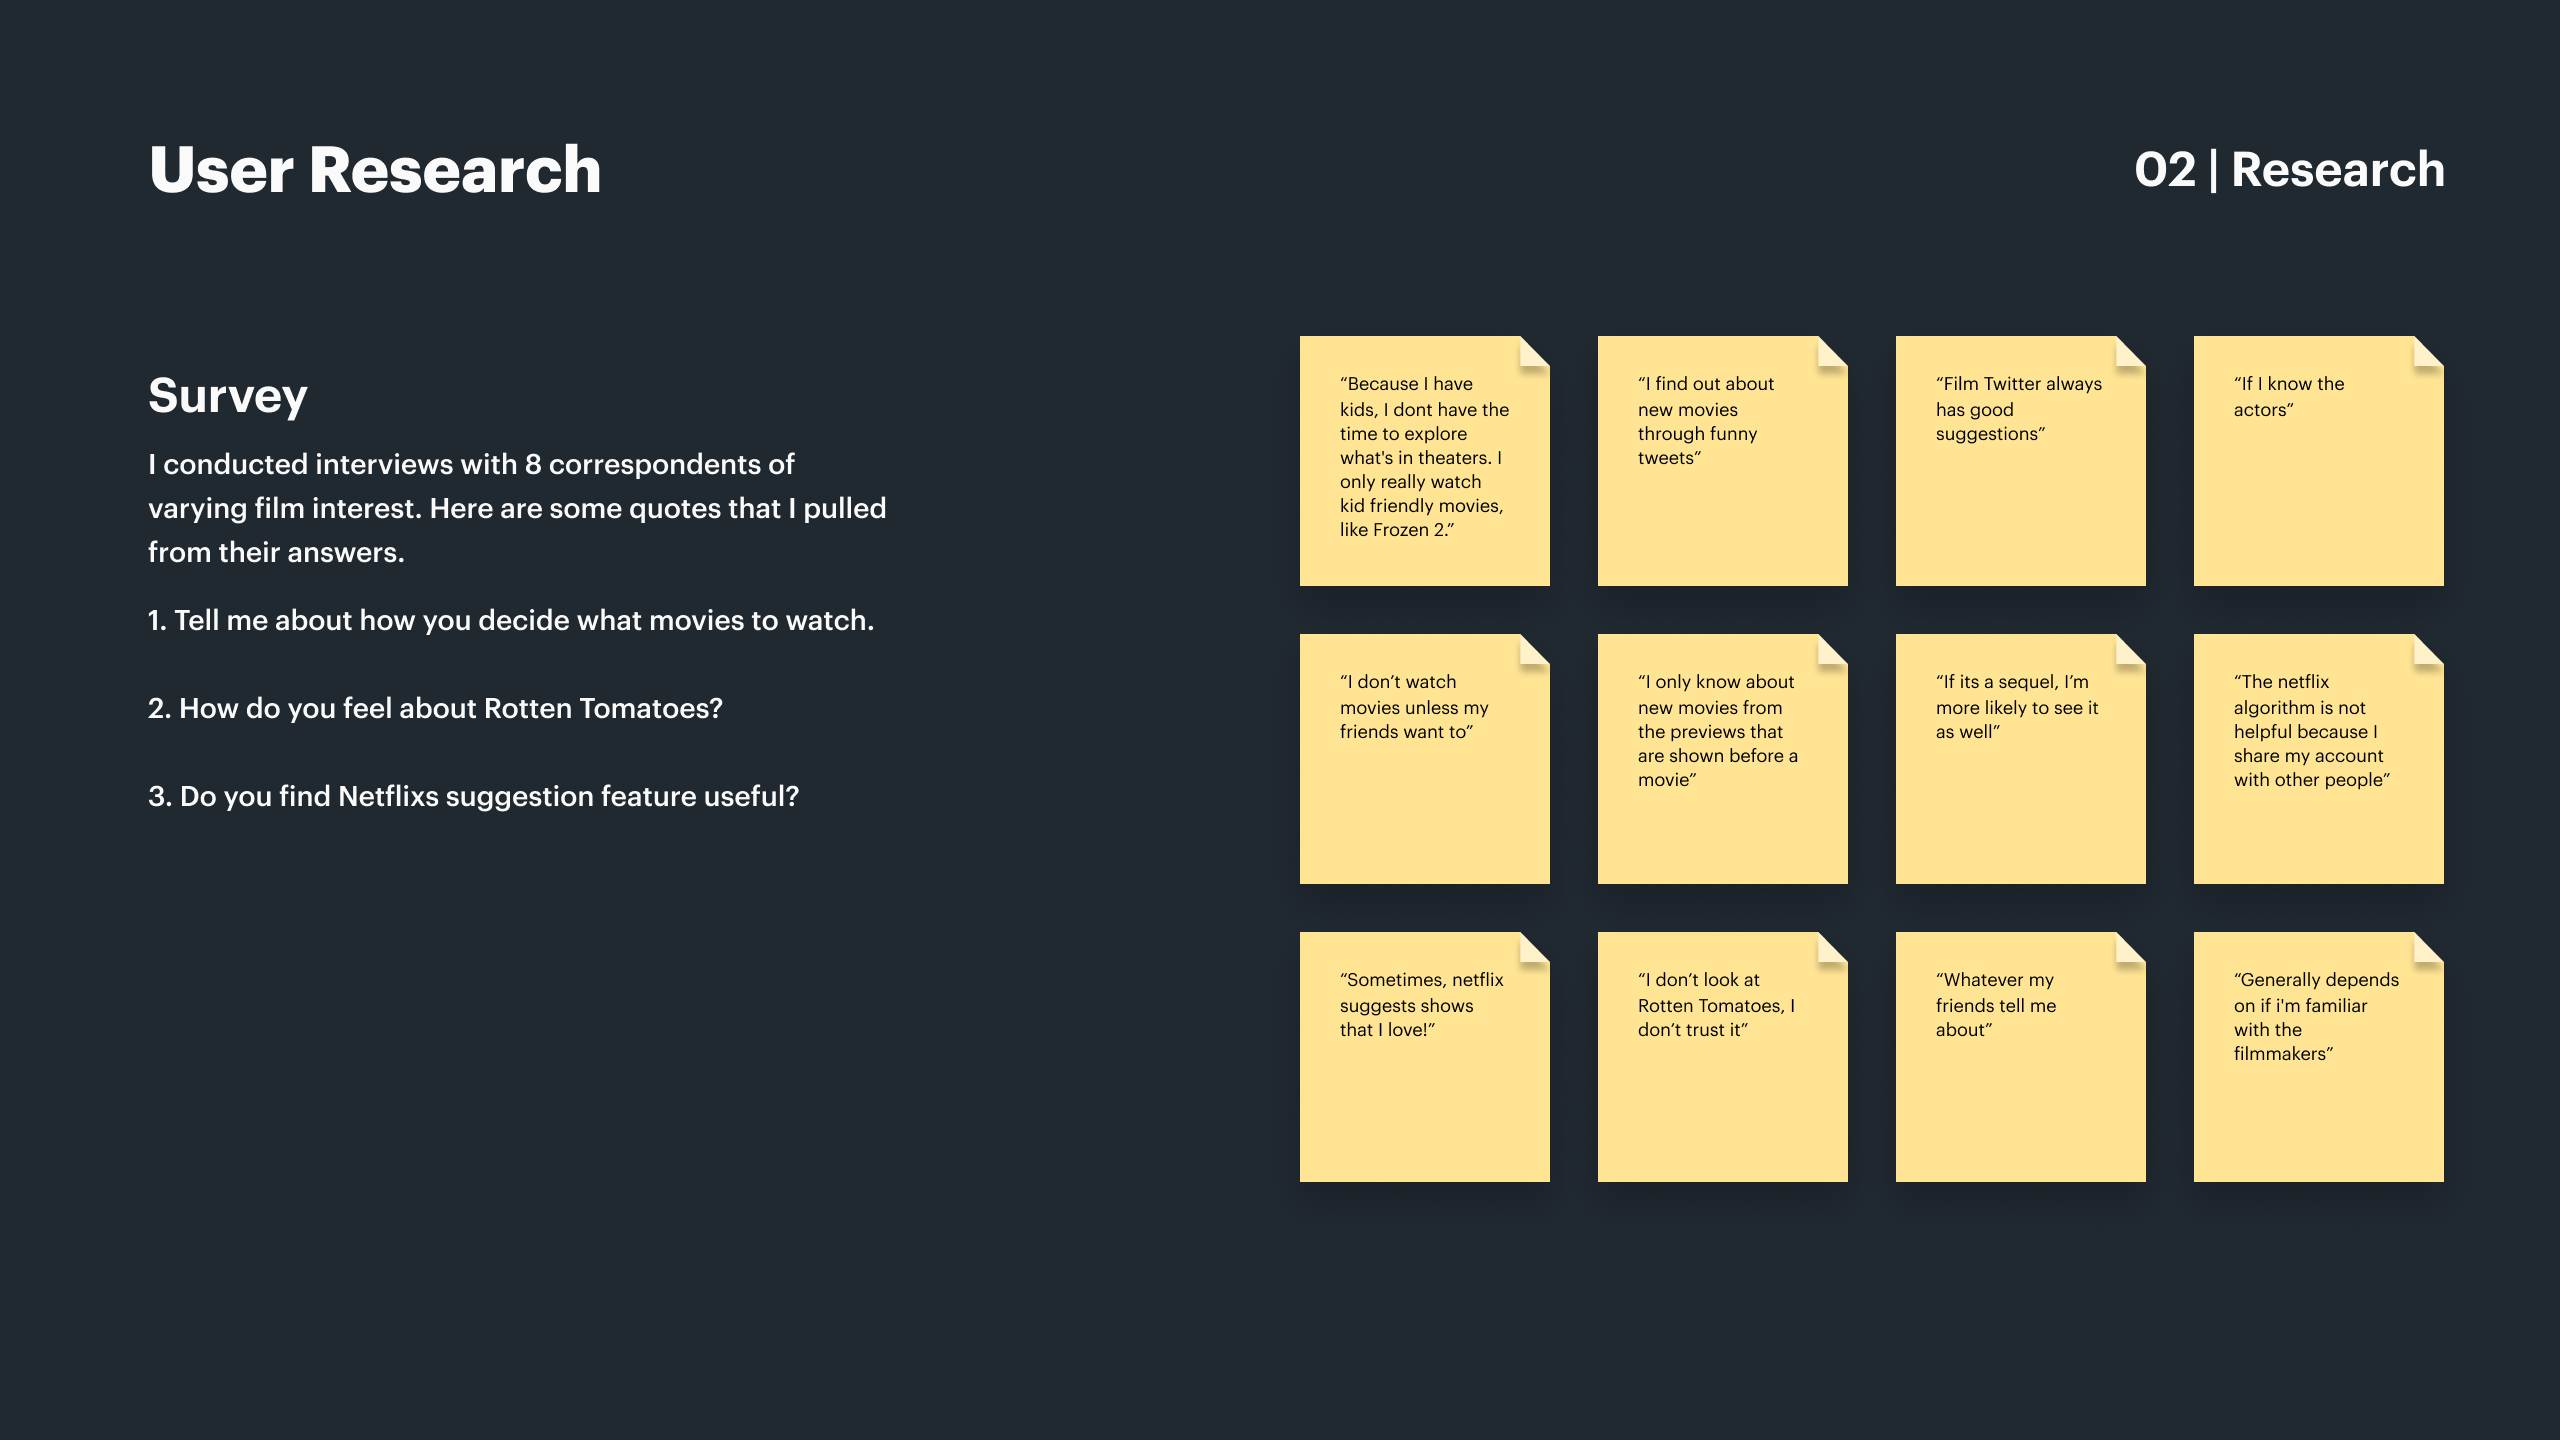 User Research
02 | Research
Survey
I conducted interviews with 8 correspondents of
varying film interest. Here are some quotes that I pulled
from their answers.
1. Tell me about how you decide what movies to watch.
2. How do you feel about Rotten Tomatoes?
3. Do you find Netflixs suggestion feature useful?
“Because I have
kids, I dont have the
time to explore
what's in theaters. I
only really watch
kid friendly movies,
like Frozen 2.”
“I find out about
new movies
through funny
tweets”
“Film Twitter always
has good
suggestions”
“If I know the
actors”
“I don’t watch
movies unless my
friends want to”
“I only know about
new movies from
the previews that
are shown before a
movie”
“If its a sequel, I’m
more likely to see it
as well”
“The netflix
algorithm is not
helpful because I
share my account
with other people”
“Sometimes, netflix
suggests shows
that I love!”
“I don’t look at
Rotten Tomatoes, I
don’t trust it”
“Whatever my
friends tell me
about”
“Generally depends
on if i'm familiar
with the
filmmakers”